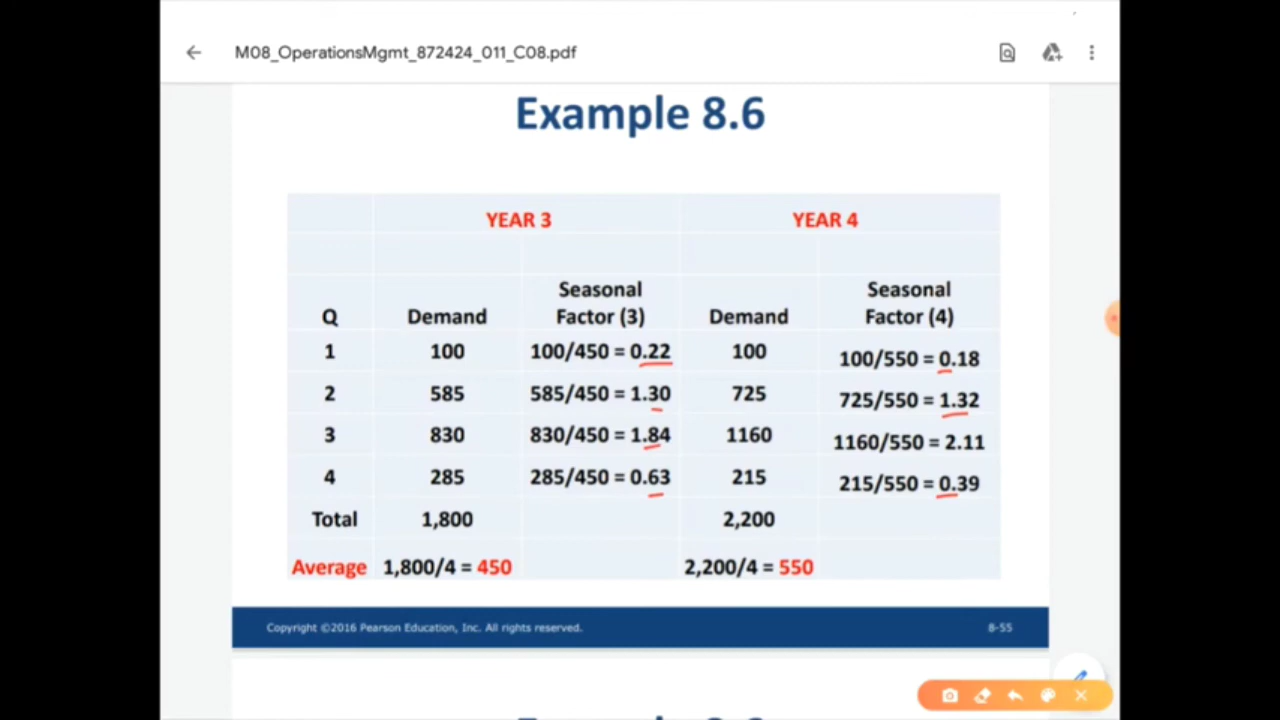 M08_OperationsMgmt_872424_011_C08.pdf
Example 8.6
YEAR 3 YEAR 4
Q Demand Seasonal Factor (3) Demand Seasonal Factor (4)
1 100 100/450 = 0.22 100 100/550 = 0.18
2 585 585/450 = 1.30 725 725/550 = 1.32
3 830 830/450 = 1.84 1160 1160/550 = 2.11
4 285 285/450 = 0.63 215 215/550 = 0.39
Total 1,800 2,200
Average 1,800/4 = 450 2,200/4 = 550
Copyright ©2016 Pearson Education, Inc. All rights reserved. 8-55